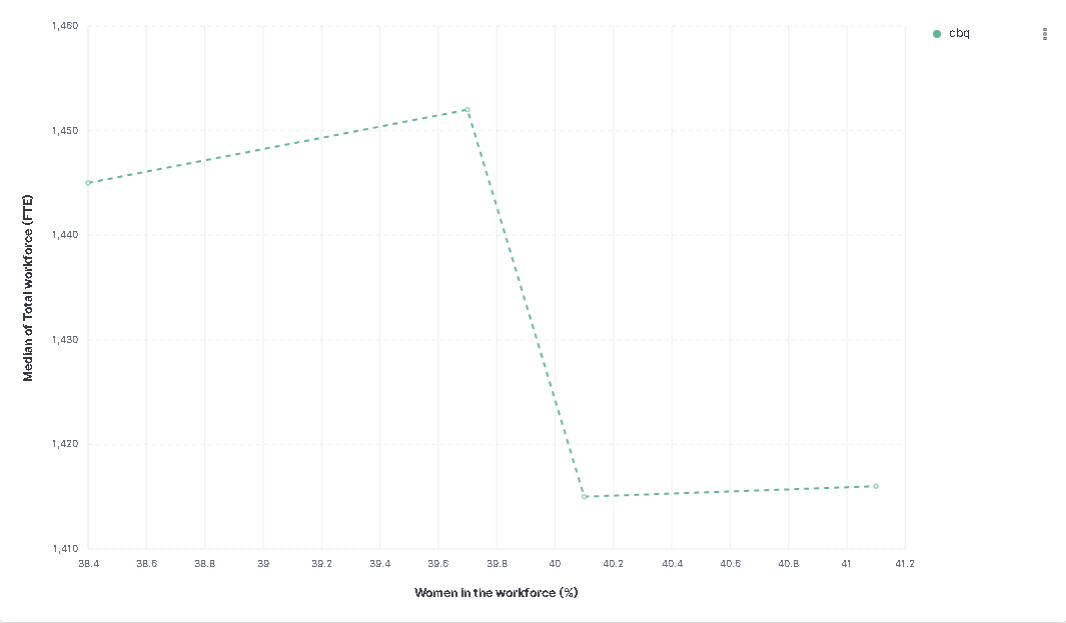 1,460
cbq
1,450
1,440
1,430
1,420
1,410
Median of Total workforce (FTE)
38.4 38.6 38.8 39 39.2 39.4 39.6 39.8 40 40.2 40.4 40.6 40.8 41 41.2
Women in the workforce (%)